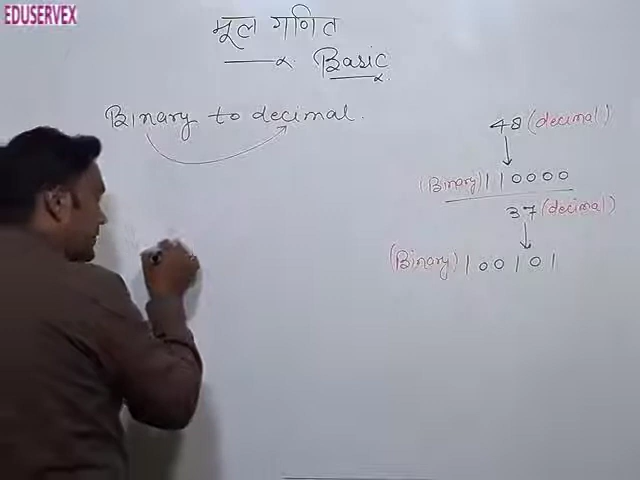 EDUSERVEX
मूल गणित
Basic
Binary to decimal.
48 (decimal)
(Binary) 110000
37 (decimal)
(Binary) 100101